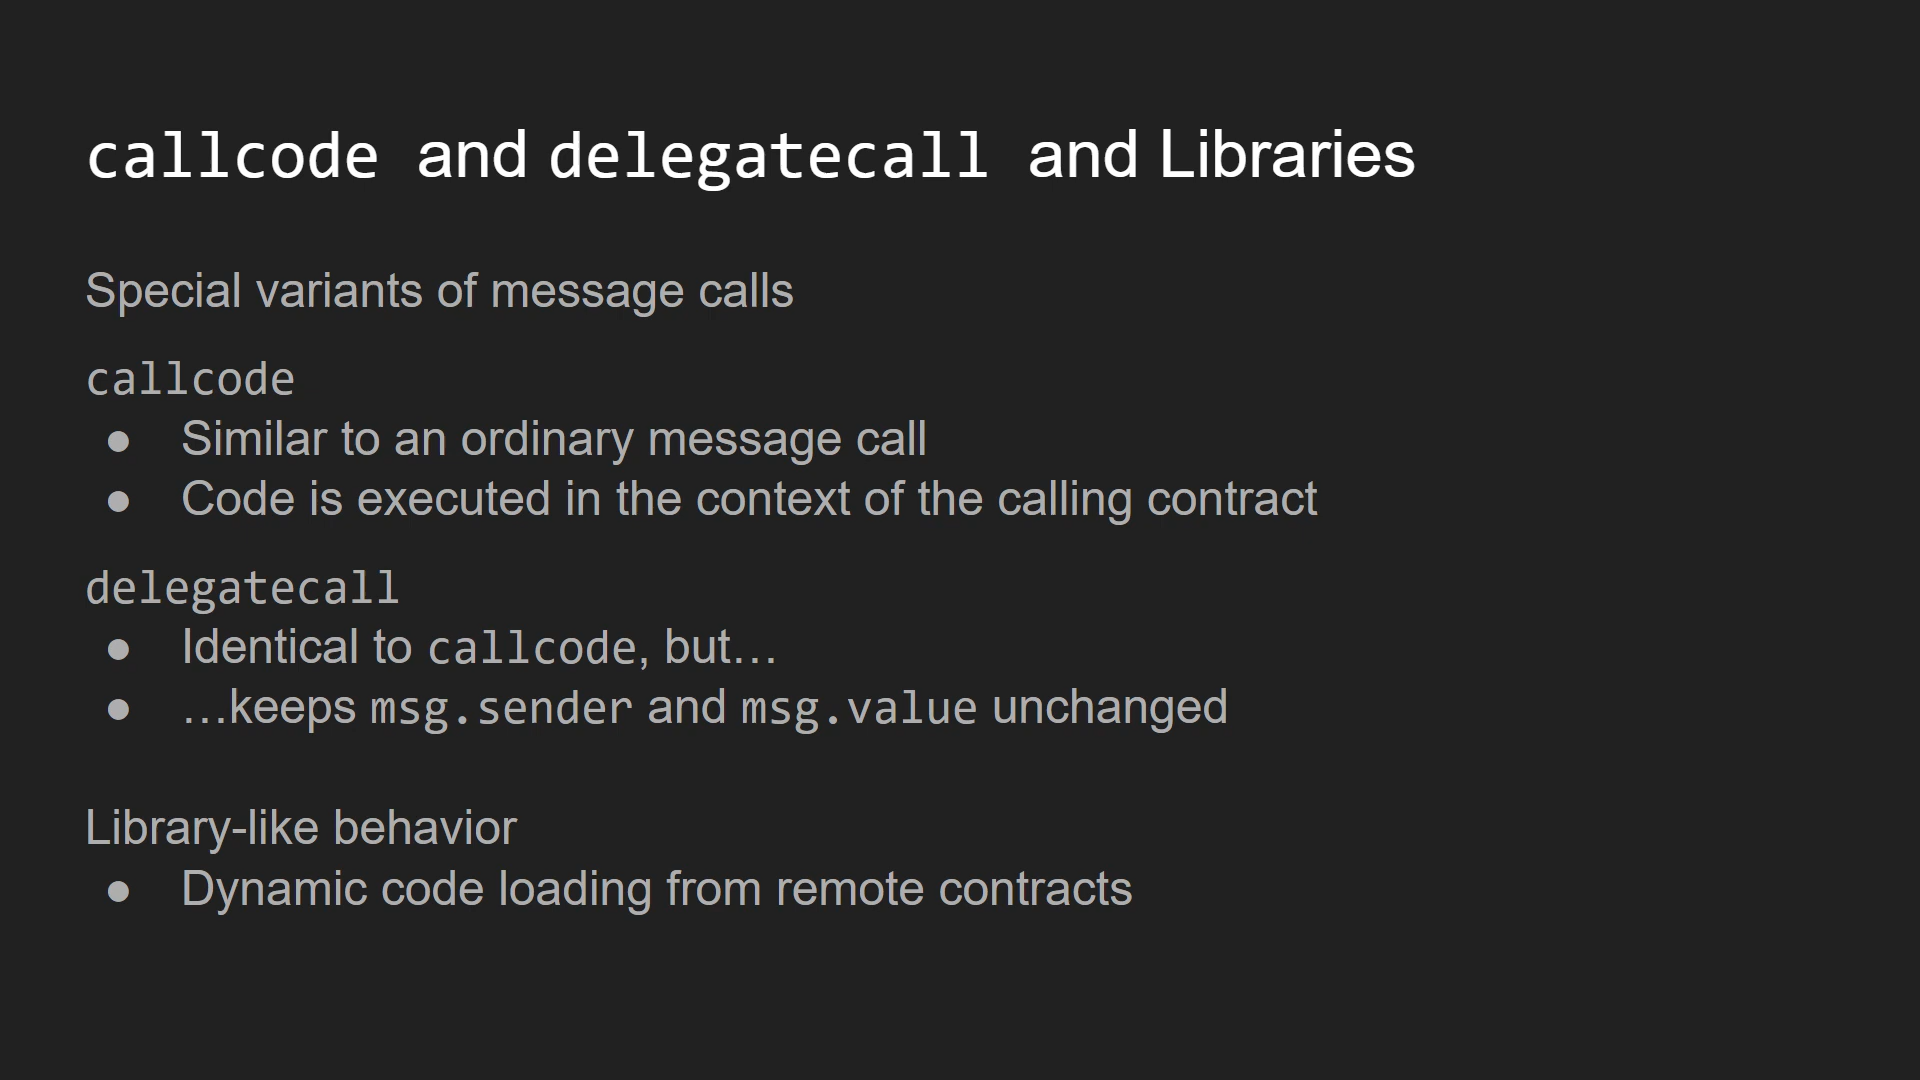 callcode and delegatecall and Libraries
Special variants of message calls
callcode
● Similar to an ordinary message call
● Code is executed in the context of the calling contract
delegatecall
● Identical to callcode, but…
● …keeps msg.sender and msg.value unchanged
Library-like behavior
● Dynamic code loading from remote contracts